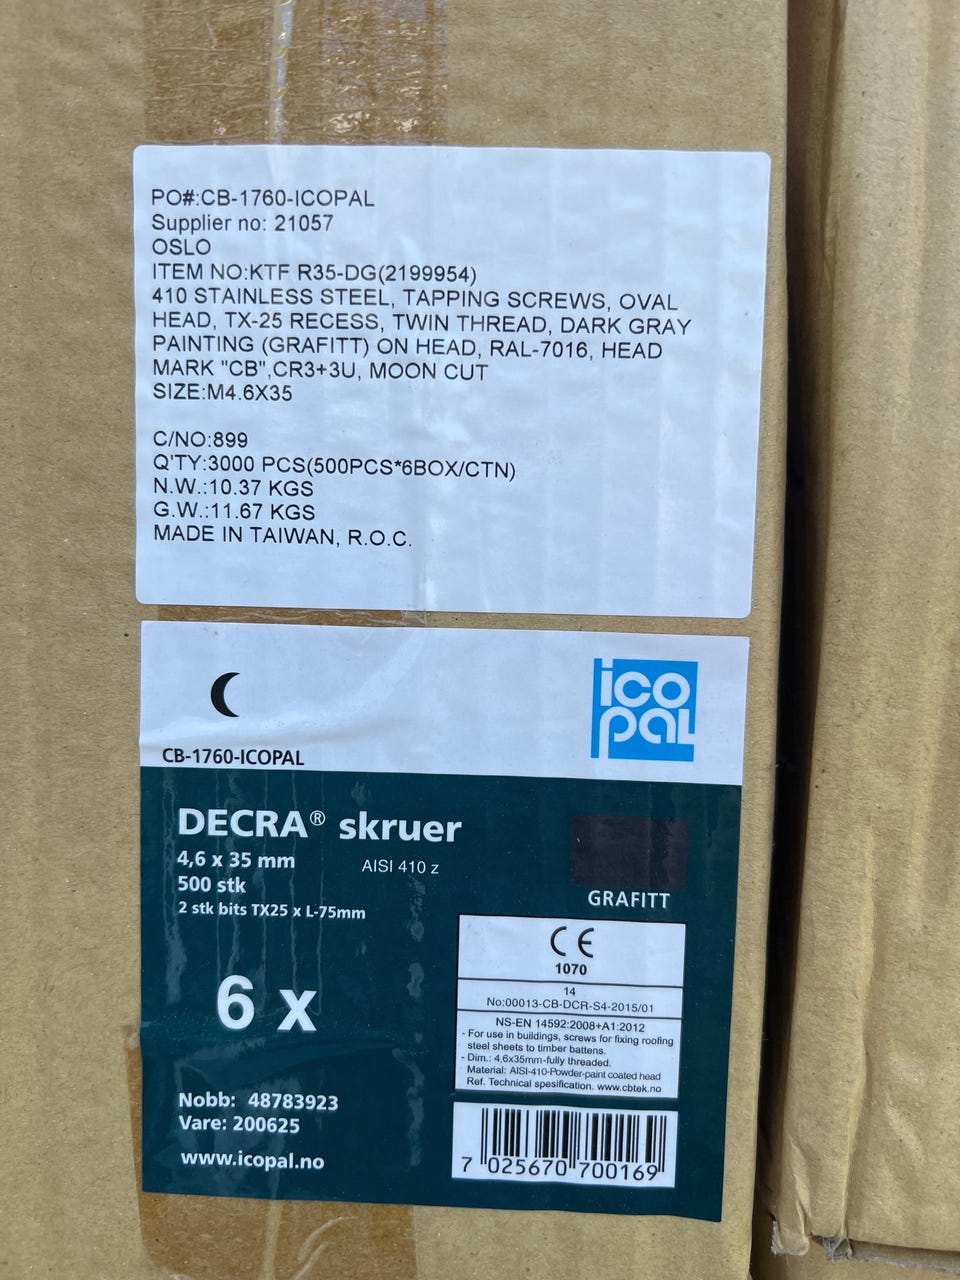 PO#:CB-1760-ICOPAL
Supplier no: 21057
OSLO
ITEM NO:KTF R35-DG(2199954)
410 STAINLESS STEEL, TAPPING SCREWS, OVAL
HEAD, TX-25 RECESS, TWIN THREAD, DARK GRAY
PAINTING (GRAFITT) ON HEAD, RAL-7016, HEAD
MARK "CB",CR3+3U, MOON CUT
SIZE:M4.6X35
C/NO:899
Q'TY:3000 PCS(500PCS*6BOX/CTN)
N.W.:10.37 KGS
G.W.:11.67 KGS
MADE IN TAIWAN, R.O.C.
ico
pal
CB-1760-ICOPAL
DECRA® skruer
4,6 x 35 mm
AISI 410 z
500 stk
2 stk bits TX25 x L-75mm
GRAFITT
6 x
CE
1070
14
No:00013-CB-DCR-S4-2015/01
NS-EN 14592:2008+A1:2012
- For use in buildings, screws for fixing roofing
steel sheets to timber battens.
- Dim.: 4,6x35mm-fully threaded.
Material: AISI-410-Powder-paint coated head
Ref. Technical spesification. www.cbtek.no
Nobb: 48783923
Vare: 200625
www.icopal.no
7 025670 700169